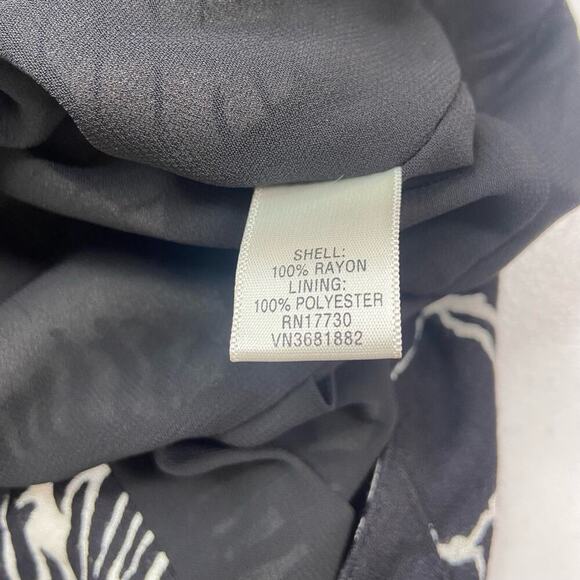 SHELL:
100% RAYON
LINING:
100% POLYESTER
RN17730
VN3681882